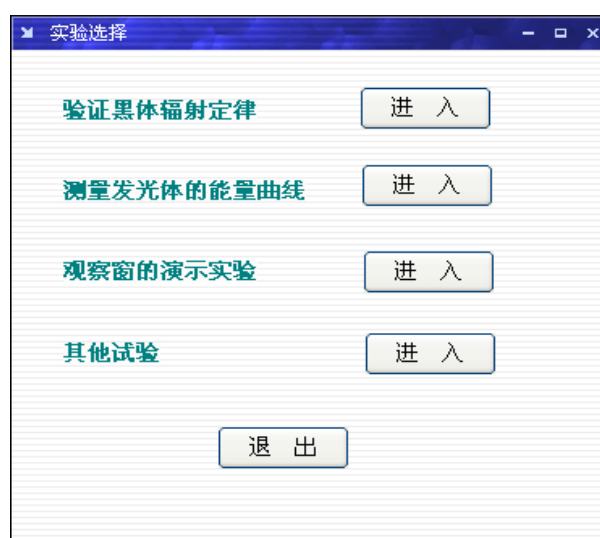 实验选择
验证黑体辐射定律 进 入
测量发光体的能量曲线 进 入
观察窗的演示实验 进 入
其他试验 进 入
退 出